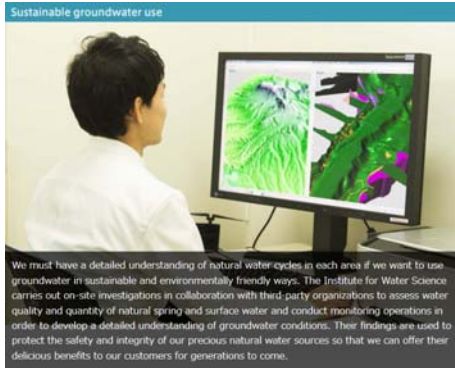 Sustainable groundwater use
We must have a detailed understanding of natural water cycles in each area if we want to use
groundwater in sustainable and environmentally friendly ways. The Institute for Water Science
carries out on-site investigations in collaboration with third-party organizations to assess water
quality and quantity of natural spring and surface water and conduct monitoring operations in
order to develop a detailed understanding of groundwater conditions. Their findings are used to
protect the safety and integrity of our precious natural water sources so that we can offer their
delicious benefits to our customers for generations to come.